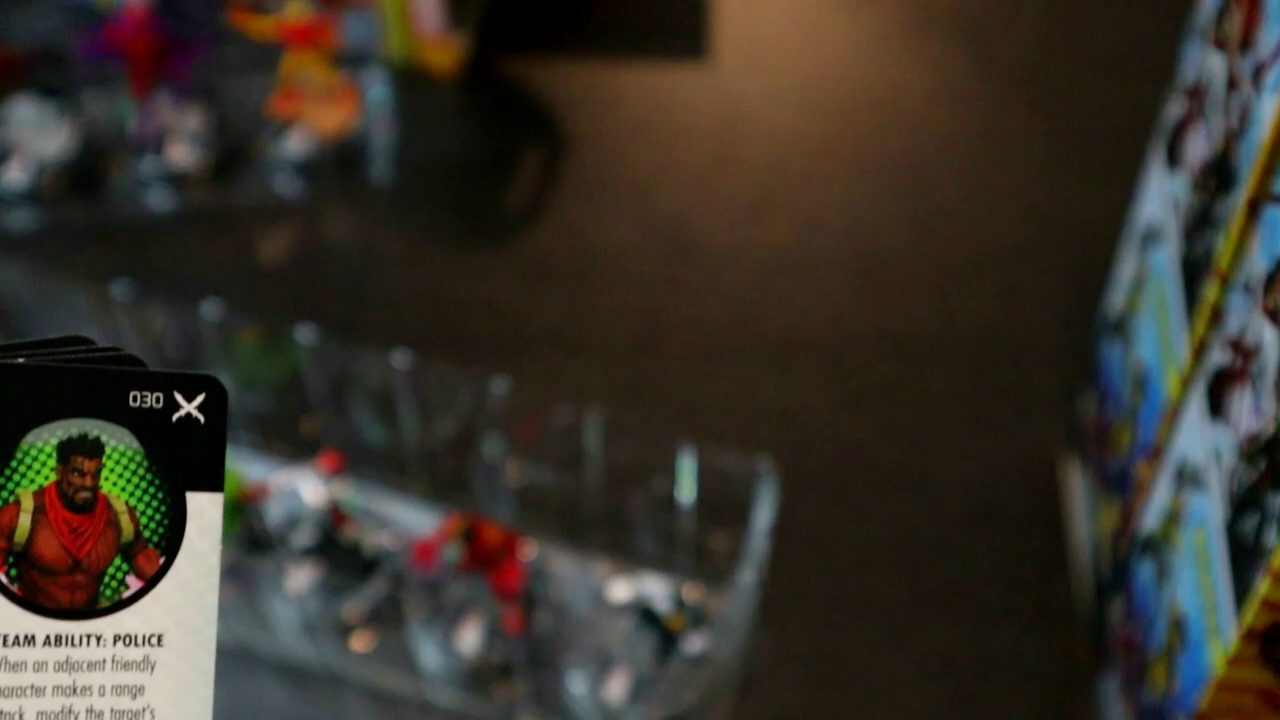 030
TEAM ABILITY: POLICE
When an adjacent friendly
character makes a range
attack, modify the target's